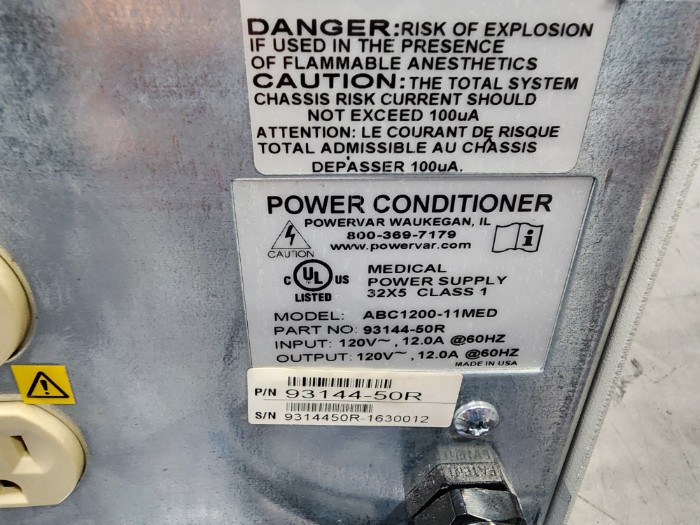 DANGER: RISK OF EXPLOSION
IF USED IN THE PRESENCE
OF FLAMMABLE ANESTHETICS
CAUTION: THE TOTAL SYSTEM
CHASSIS RISK CURRENT SHOULD
NOT EXCEED 100uA
ATTENTION: LE COURANT DE RISQUE
TOTAL ADMISSIBLE AU CHASSIS
DEPASSER 100uA.
POWER CONDITIONER
POWERVAR WAUKEGAN, IL
800-369-7179
www.powervar.com
CAUTION
C UL US
LISTED
MEDICAL
POWER SUPPLY
32X5 CLASS 1
MODEL: ABC1200-11MED
PART NO: 93144-50R
INPUT: 120V~, 12.0A @60HZ
OUTPUT: 120V~, 12.0A @60HZ
MADE IN USA
P/N 93144-50R
S/N 9314450R-1630012